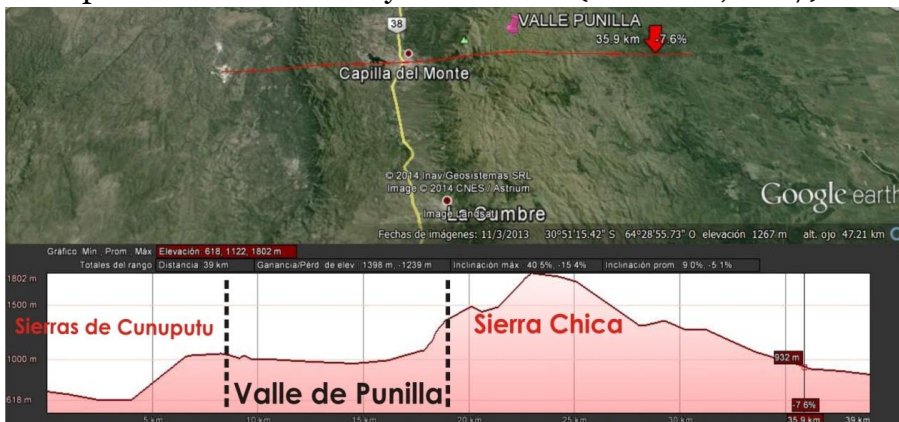 38
VALLE PUNILLA
35.9 km -7.6%
Capilla del Monte
© 2014 Inav/Geosistemas SRL
Image © 2014 CNES / Astrium
Image Landsat
La Cumbre
Google earth
Fechas de imágenes: 11/3/2013 30°51'15.42" S 64°28'55.73" O elevación 1267 m alt. ojo 47.21 km
Gráfico Mín., Prom., Máx. Elevación: 618, 1122, 1802 m
Totales del rango Distancia: 39 km Ganancia/Pérd. de elev.: 1398 m, -1239 m Inclinación máx.: 40.5%, -15.4% Inclinación prom.: 9.0%, -5.1%
1802 m
1500 m
Sierras de Cunuputu
Sierra Chica
1000 m
932 m
Valle de Punilla
618 m
-7.6%
5 km 10 km 15 km 20 km 25 km 30 km 35.9 km 39 km